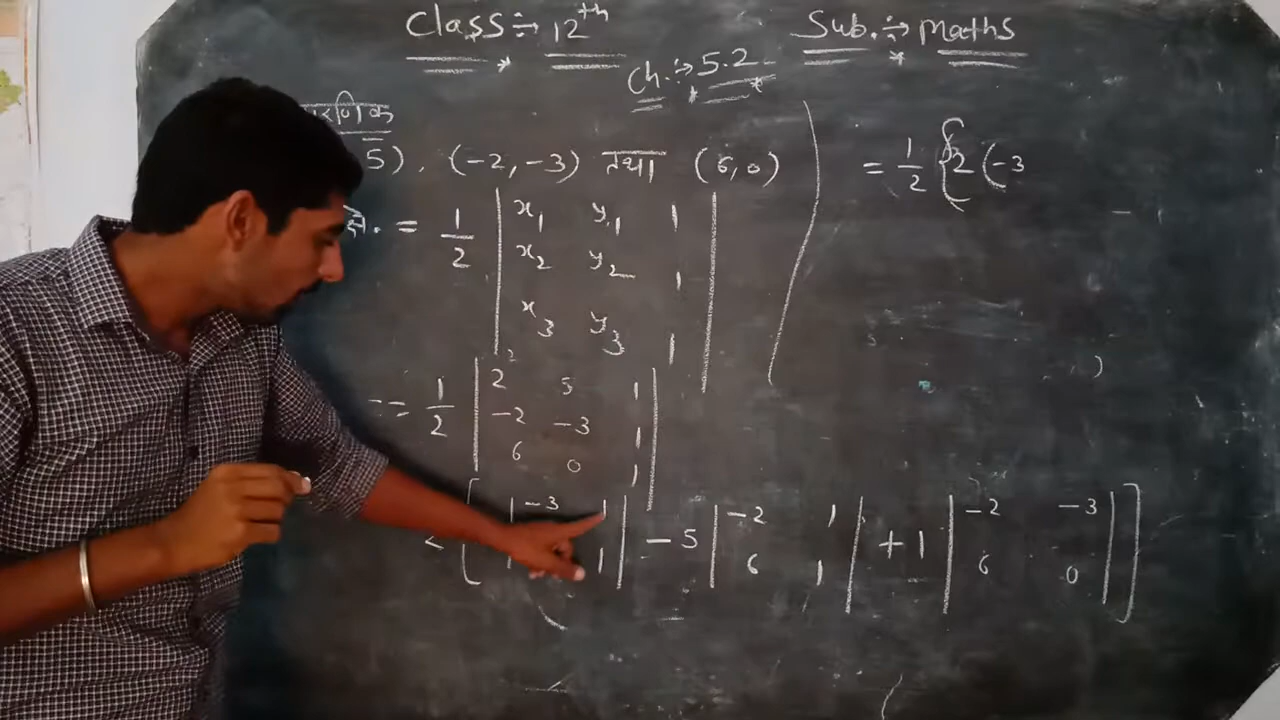 Class÷ 12th
Sub.÷ Maths
Ch.÷ 5.2
5), (-2,-3) तथा (6,0)
क्षे. = 1/2 | x₁ y₁ 1
x₂ y₂ 1
x₃ y₃ 1 |
== 1/2 | 2 5 1
-2 -3 1
6 0 1 |
[ | -3 1
1 | - 5 | -2 1
6 1 | + 1 | -2 -3
6 0 | ]
= 1/2 { 2 (-3